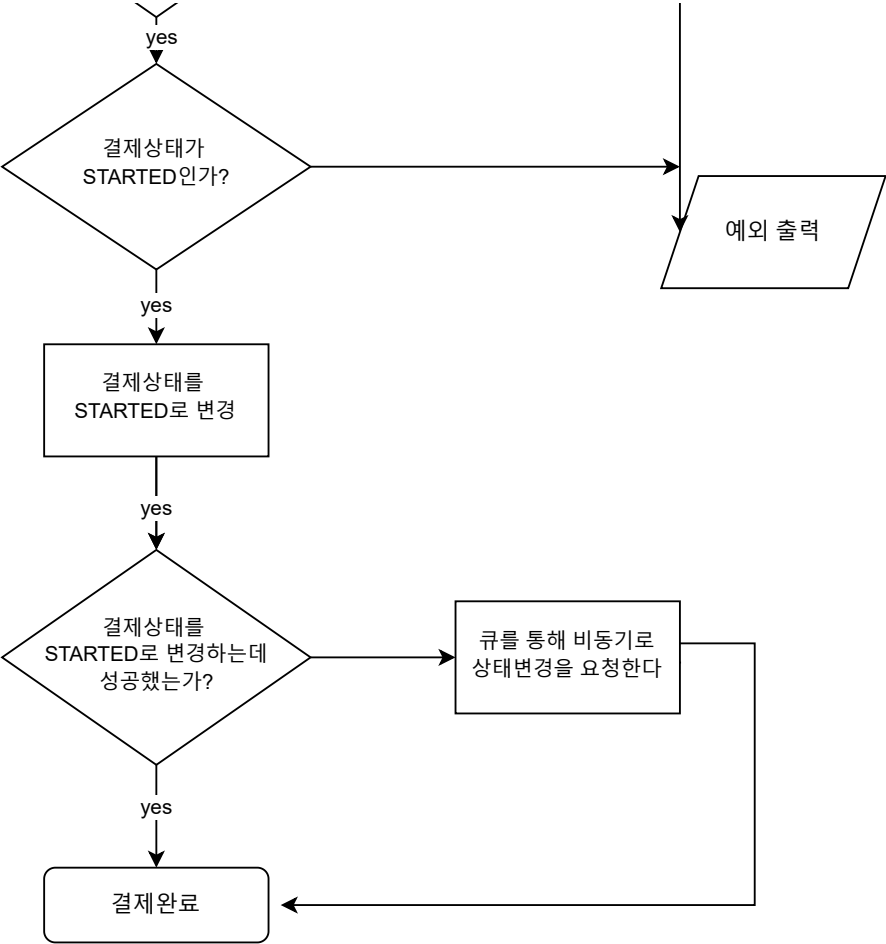 yes
결제상태가
STARTED인가?
예외 출력
yes
결제상태를
STARTED로 변경
yes
결제상태를
STARTED로 변경하는데
성공했는가?
큐를 통해 비동기로
상태변경을 요청한다
yes
결제완료